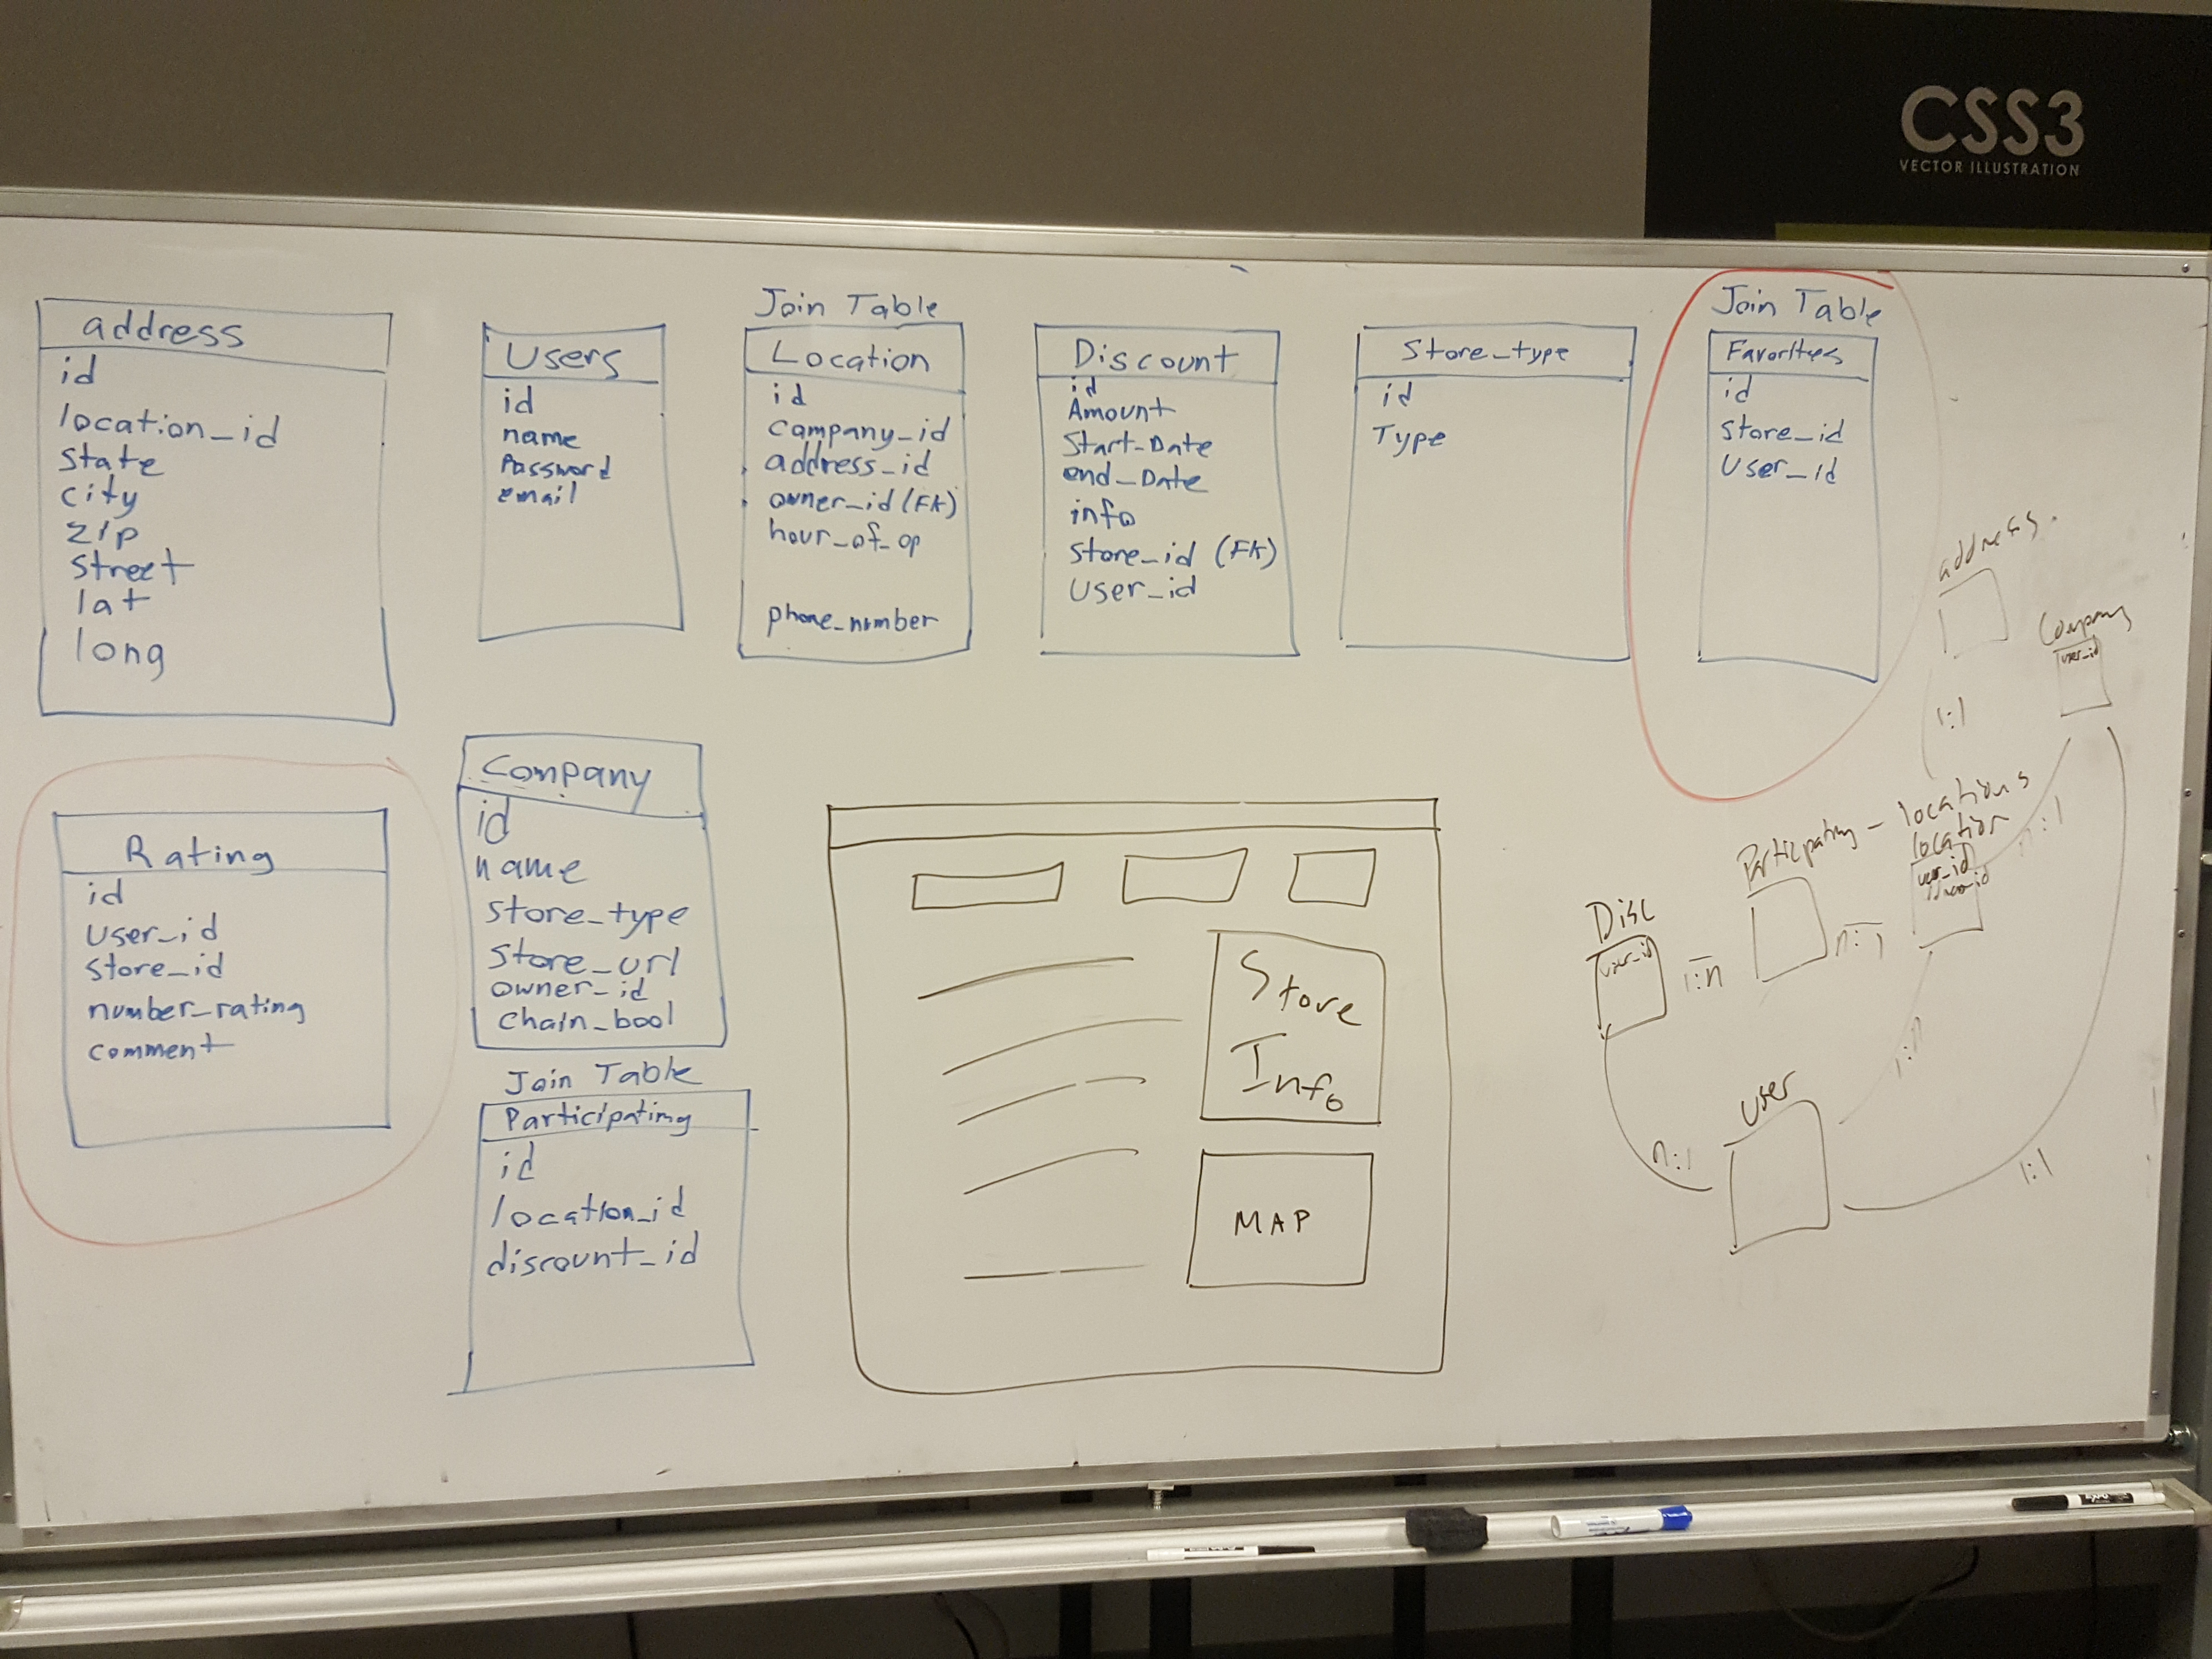 CSS3
VECTOR ILLUSTRATION
address
id
location_id
state
city
zip
street
lat
long
Users
id
name
Password
email
Join Table
Location
id
company_id
address_id
owner_id (FK)
hour_of_op
phone_number
Discount
id
Amount
Start-Date
end_Date
info
store_id (FK)
User_id
Store_type
id
Type
Join Table
Favorites
id
store_id
User_id
Rating
id
User_id
store_id
number_rating
comment
Company
id
name
store_type
store_url
owner_id
chain_bool
Join Table
Participating
id
location_id
discount_id
Store
Info
MAP
address.
Company
user_id
1:1
Participating - locations
location
user_id
n:1
Disc
user_id
1:n
n:1
1:n
User
n:1
1:1
EXPO